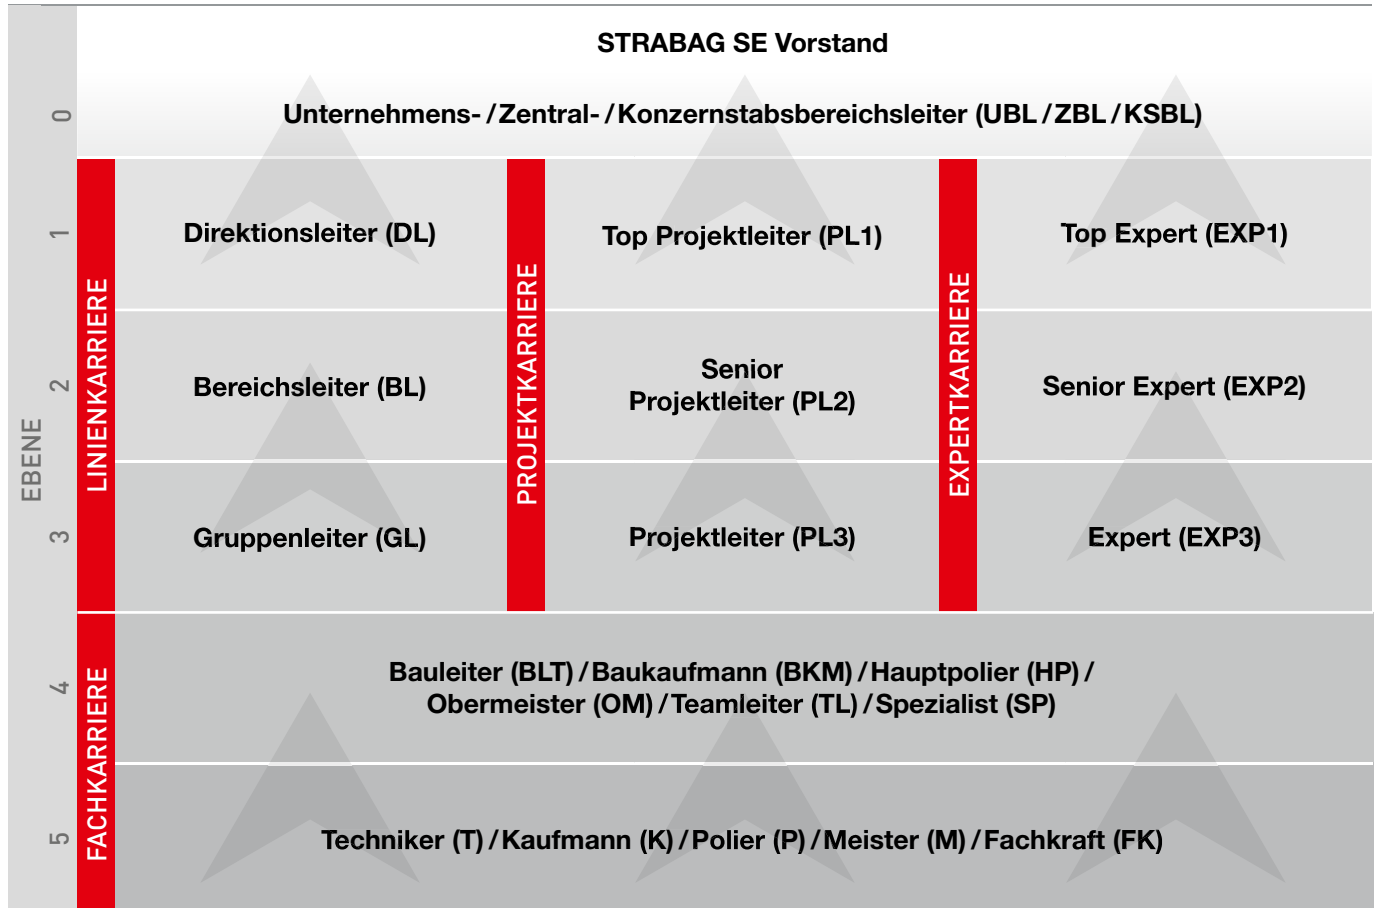 STRABAG SE Vorstand
0
Unternehmens- / Zentral- / Konzernstabsbereichsleiter (UBL / ZBL / KSBL)
EBENE
LINIENKARRIERE
PROJEKTKARRIERE
EXPERTKARRIERE
1
Direktionsleiter (DL)
Top Projektleiter (PL1)
Top Expert (EXP1)
2
Bereichsleiter (BL)
Senior
Projektleiter (PL2)
Senior Expert (EXP2)
3
Gruppenleiter (GL)
Projektleiter (PL3)
Expert (EXP3)
FACHKARRIERE
4
Bauleiter (BLT) / Baukaufmann (BKM) / Hauptpolier (HP) /
Obermeister (OM) / Teamleiter (TL) / Spezialist (SP)
5
Techniker (T) / Kaufmann (K) / Polier (P) / Meister (M) / Fachkraft (FK)